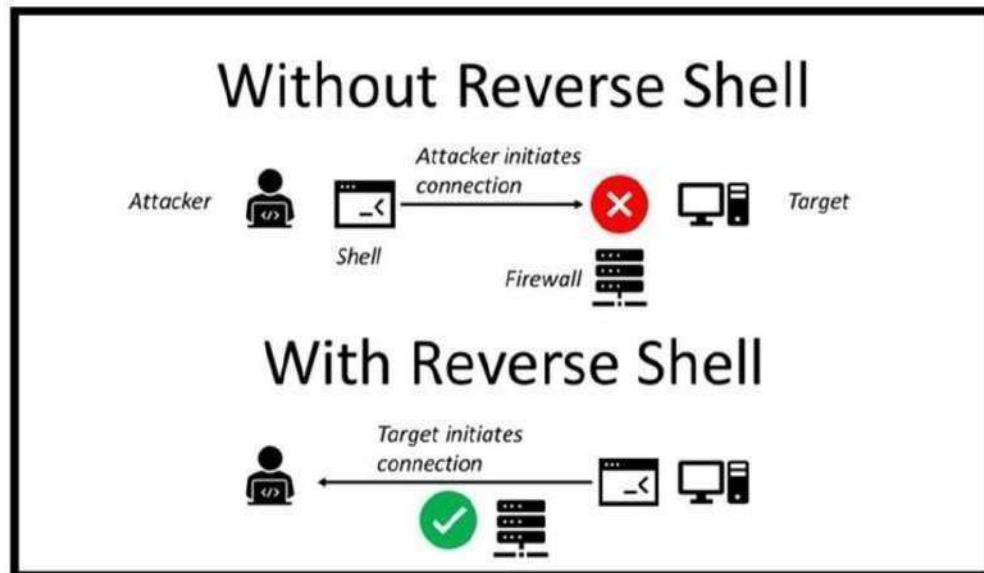 Without Reverse Shell
Attacker initiates
connection
Attacker
Target
Shell
Firewall
With Reverse Shell
Target initiates
connection